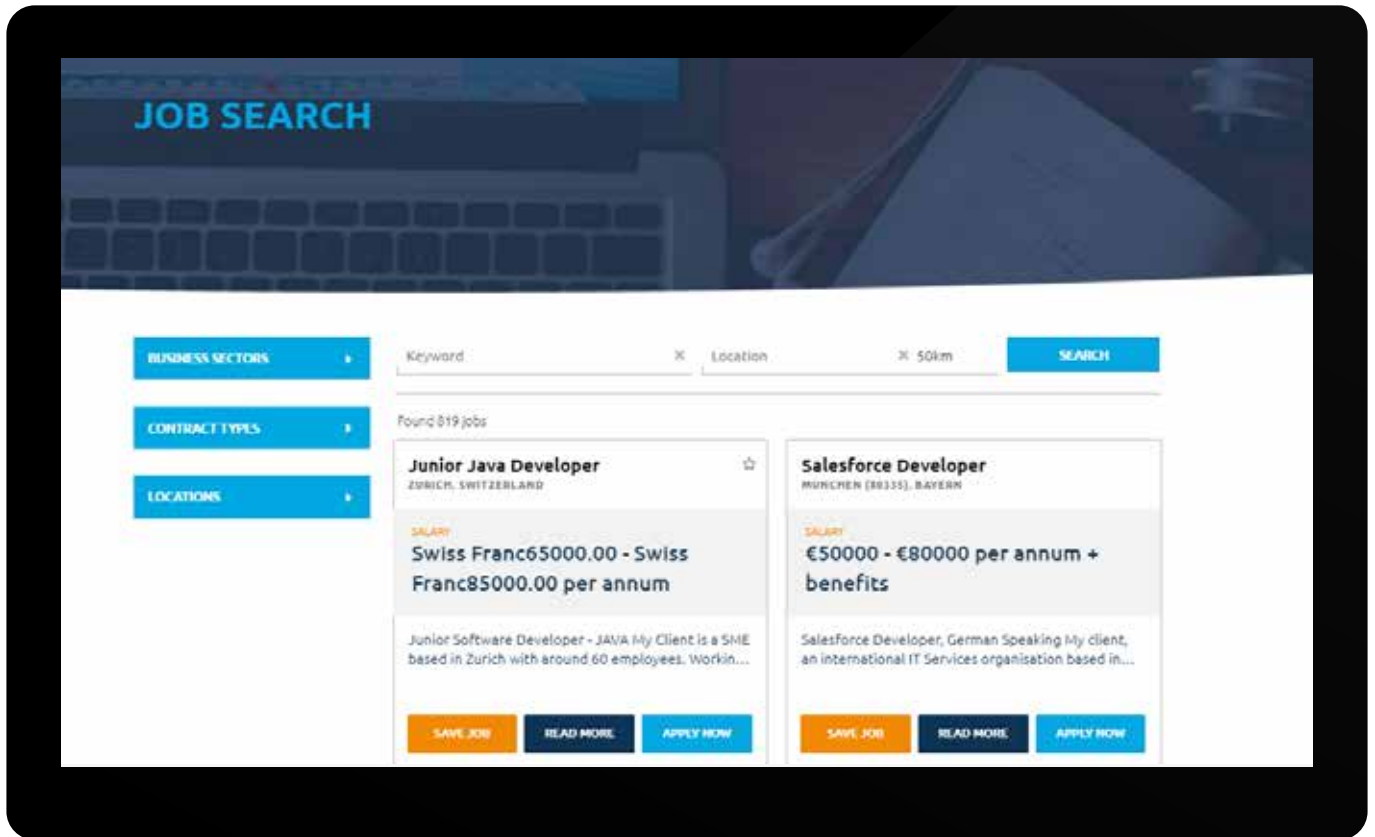 JOB SEARCH
BUSINESS SECTORS
CONTRACT TYPES
LOCATIONS
Keyword × Location × 50km SEARCH
Found 819 jobs
Junior Java Developer
ZURICH, SWITZERLAND
SALARY
Swiss Franc65000.00 - Swiss
Franc85000.00 per annum
Junior Software Developer - JAVA My Client is a SME
based in Zurich with around 60 employees. Workin...
SAVE JOB READ MORE APPLY NOW
Salesforce Developer
MÜNCHEN (80335), BAYERN
SALARY
€50000 - €80000 per annum +
benefits
Salesforce Developer, German Speaking My client,
an international IT Services organisation based in...
SAVE JOB READ MORE APPLY NOW